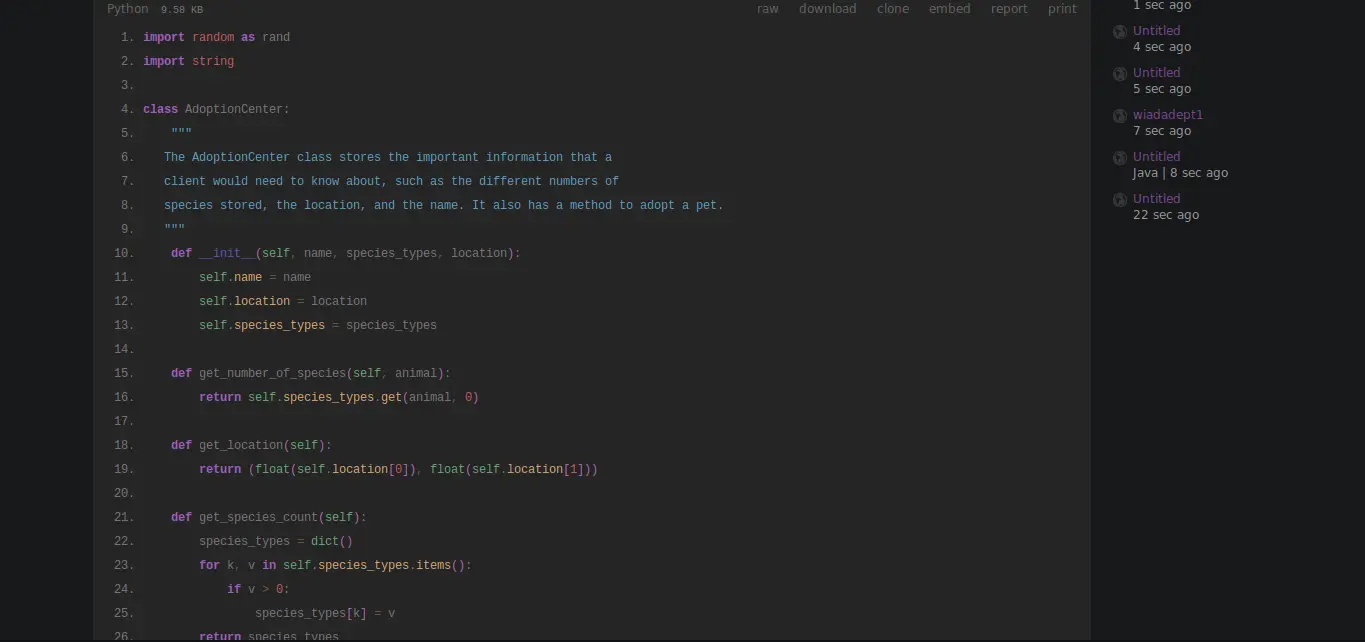 Python 9.58 KB raw download clone embed report print
1. import random as rand
2. import string
3.
4. class AdoptionCenter:
5.     """
6.    The AdoptionCenter class stores the important information that a
7.    client would need to know about, such as the different numbers of
8.    species stored, the location, and the name. It also has a method to adopt a pet.
9.    """
10.     def __init__(self, name, species_types, location):
11.         self.name = name
12.         self.location = location
13.         self.species_types = species_types
14.
15.     def get_number_of_species(self, animal):
16.         return self.species_types.get(animal, 0)
17.
18.     def get_location(self):
19.         return (float(self.location[0]), float(self.location[1]))
20.
21.     def get_species_count(self):
22.         species_types = dict()
23.         for k, v in self.species_types.items():
24.             if v > 0:
25.                 species_types[k] = v
26.         return species_types
1 sec ago
Untitled
4 sec ago
Untitled
5 sec ago
wiadadept1
7 sec ago
Untitled
Java | 8 sec ago
Untitled
22 sec ago